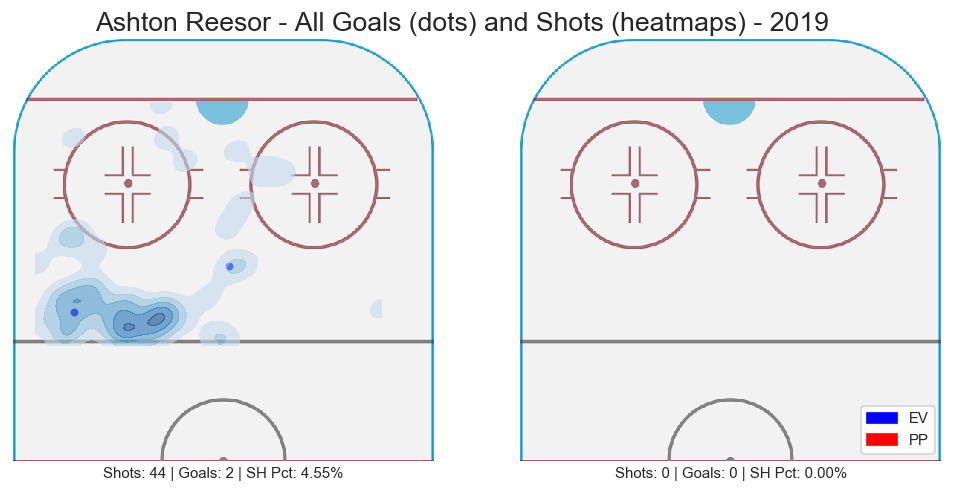 Ashton Reesor - All Goals (dots) and Shots (heatmaps) - 2019
EV
PP
Shots: 44 | Goals: 2 | SH Pct: 4.55%
Shots: 0 | Goals: 0 | SH Pct: 0.00%